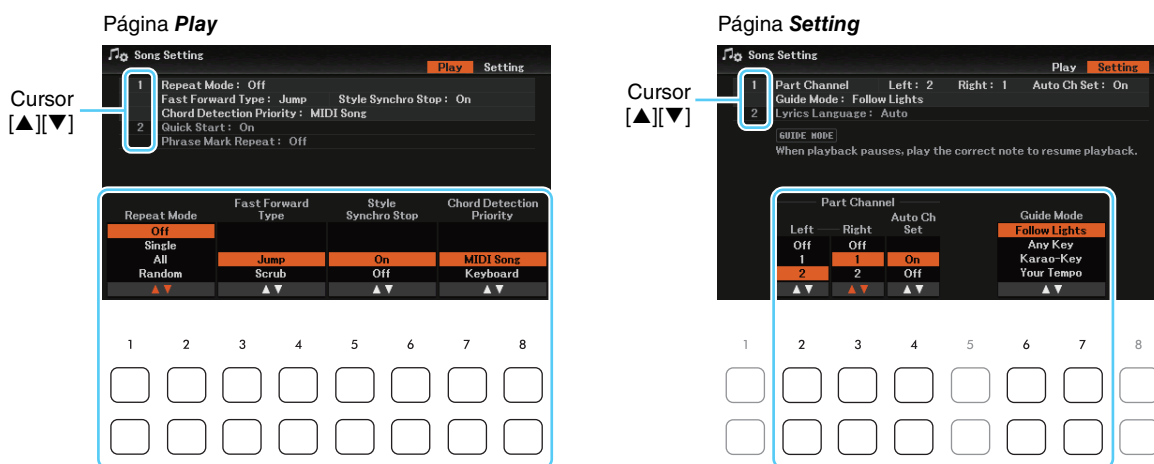 Página Play
Song Setting
Play Setting
Cursor
[▲][▼]
1 Repeat Mode : Off
Fast Forward Type : Jump Style Synchro Stop : On
Chord Detection Priority : MIDI Song
2 Quick Start : On
Phrase Mark Repeat : Off
Repeat Mode
Off
Single
All
Random
▲ ▼
Fast Forward
Type
Jump
Scrub
▲ ▼
Style
Synchro Stop
On
Off
▲ ▼
Chord Detection
Priority
MIDI Song
Keyboard
▲ ▼
1 2 3 4 5 6 7 8
Página Setting
Song Setting
Play Setting
Cursor
[▲][▼]
1 Part Channel Left : 2 Right : 1 Auto Ch Set : On
Guide Mode : Follow Lights
2 Lyrics Language : Auto
GUIDE MODE
When playback pauses, play the correct note to resume playback.
Part Channel
Left
Off
1
2
▲ ▼
Right
Off
1
2
▲ ▼
Auto Ch
Set
On
Off
▲ ▼
Guide Mode
Follow Lights
Any Key
Karao-Key
Your Tempo
▲ ▼
1 2 3 4 5 6 7 8